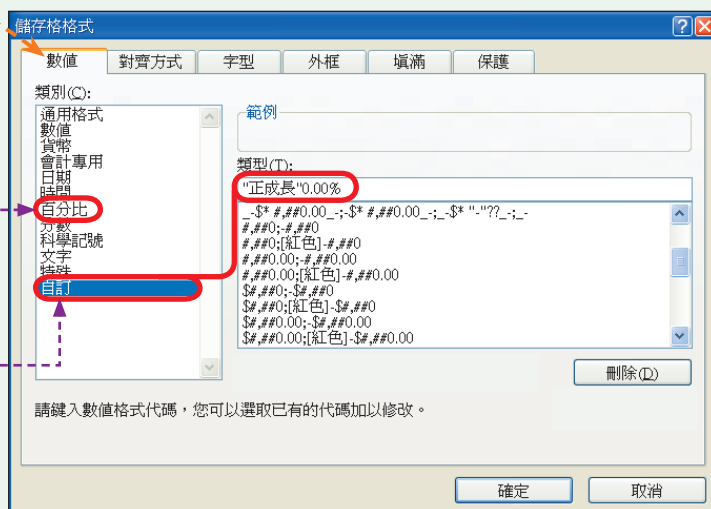 儲存格格式
數值 對齊方式 字型 外框 填滿 保護
類別(C):
通用格式
數值
貨幣
會計專用
日期
時間
百分比
分數
科學記號
文字
特殊
自訂
範例
類型(T):
"正成長"0.00%
_-$* #,##0.00_-;-$* #,##0.00_-;_-$* "-"??_-;_-
#,##0;-#,##0
#,##0;[紅色]-#,##0
#,##0.00;-#,##0.00
#,##0.00;[紅色]-#,##0.00
$#,##0;-$#,##0
$#,##0;[紅色]-$#,##0
$#,##0.00;-$#,##0.00
$#,##0.00;[紅色]-$#,##0.00
刪除(D)
請鍵入數值格式代碼，您可以選取已有的代碼加以修改。
確定 取消